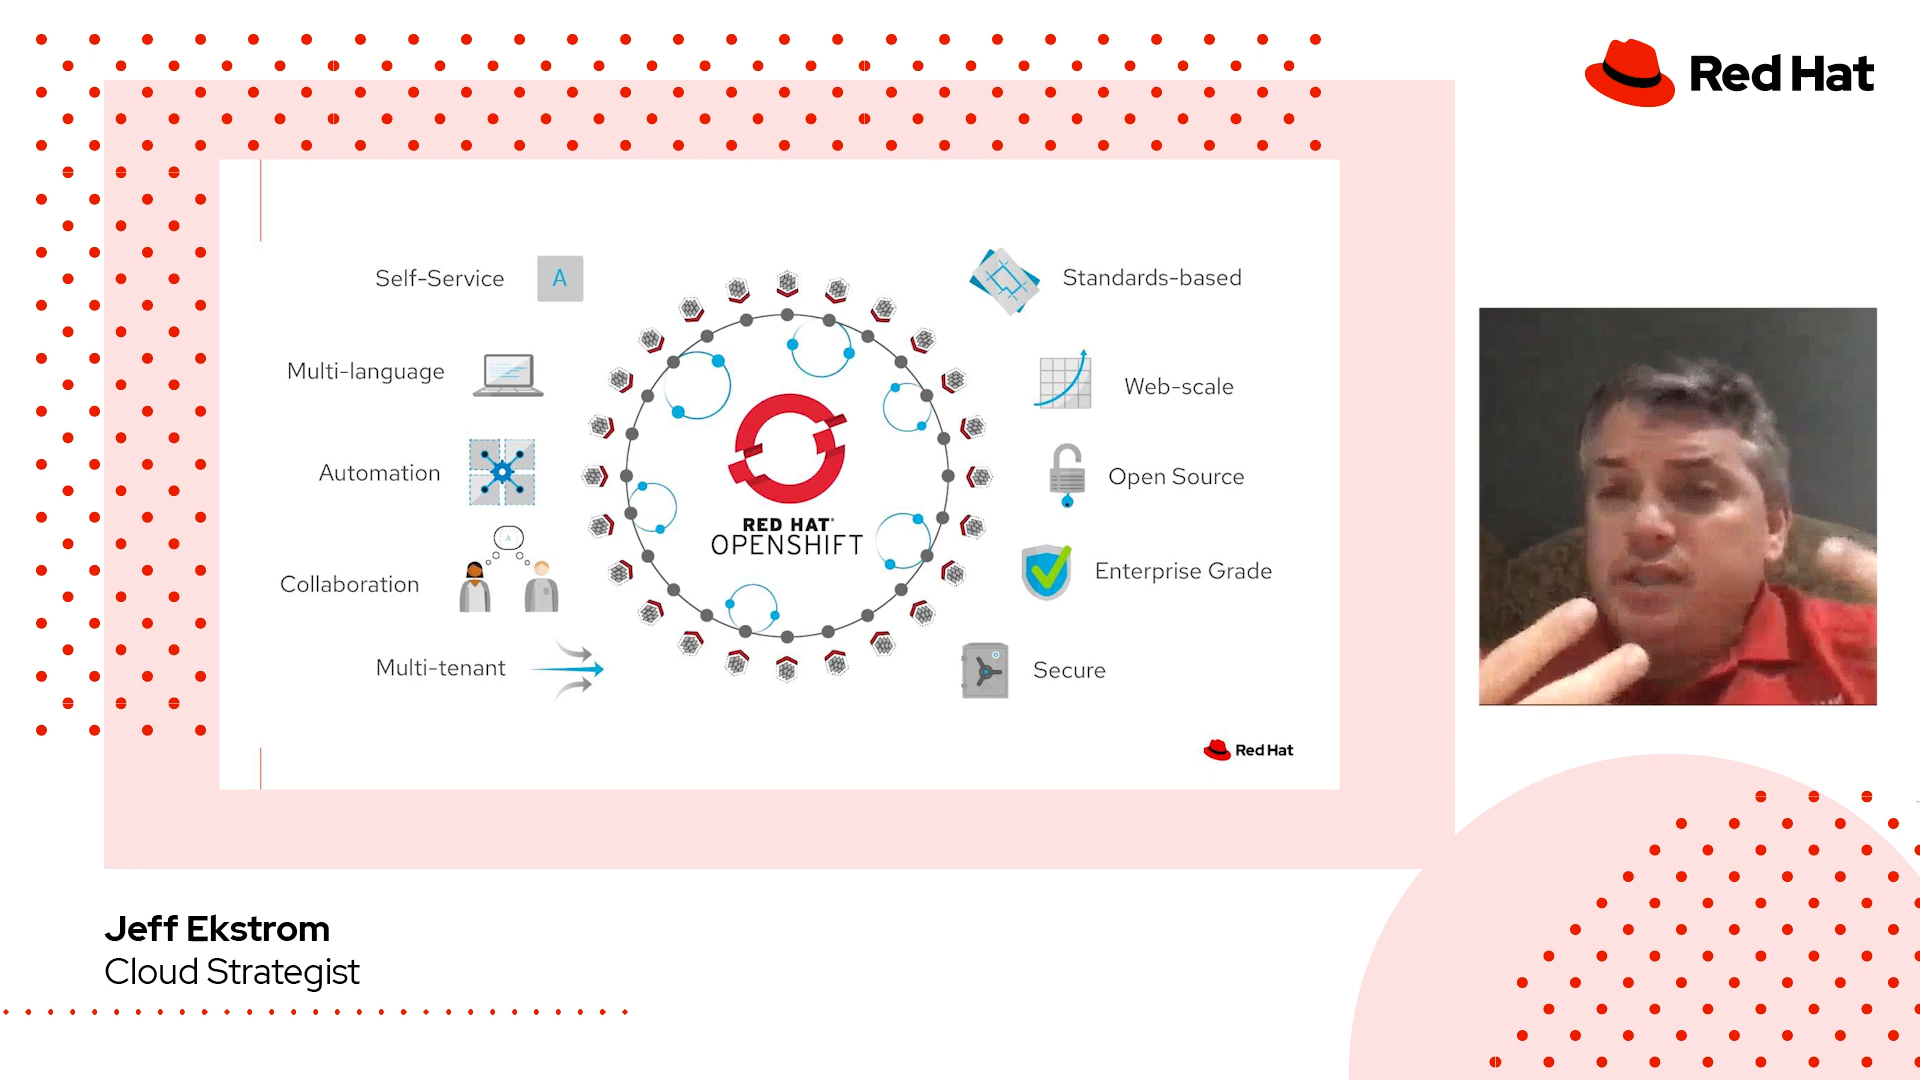 Red Hat
Self-Service
A
Standards-based
Multi-language
Web-scale
Automation
Open Source
RED HAT®
OPENSHIFT
A
Collaboration
Enterprise Grade
Multi-tenant
Secure
Red Hat
Jeff Ekstrom
Cloud Strategist